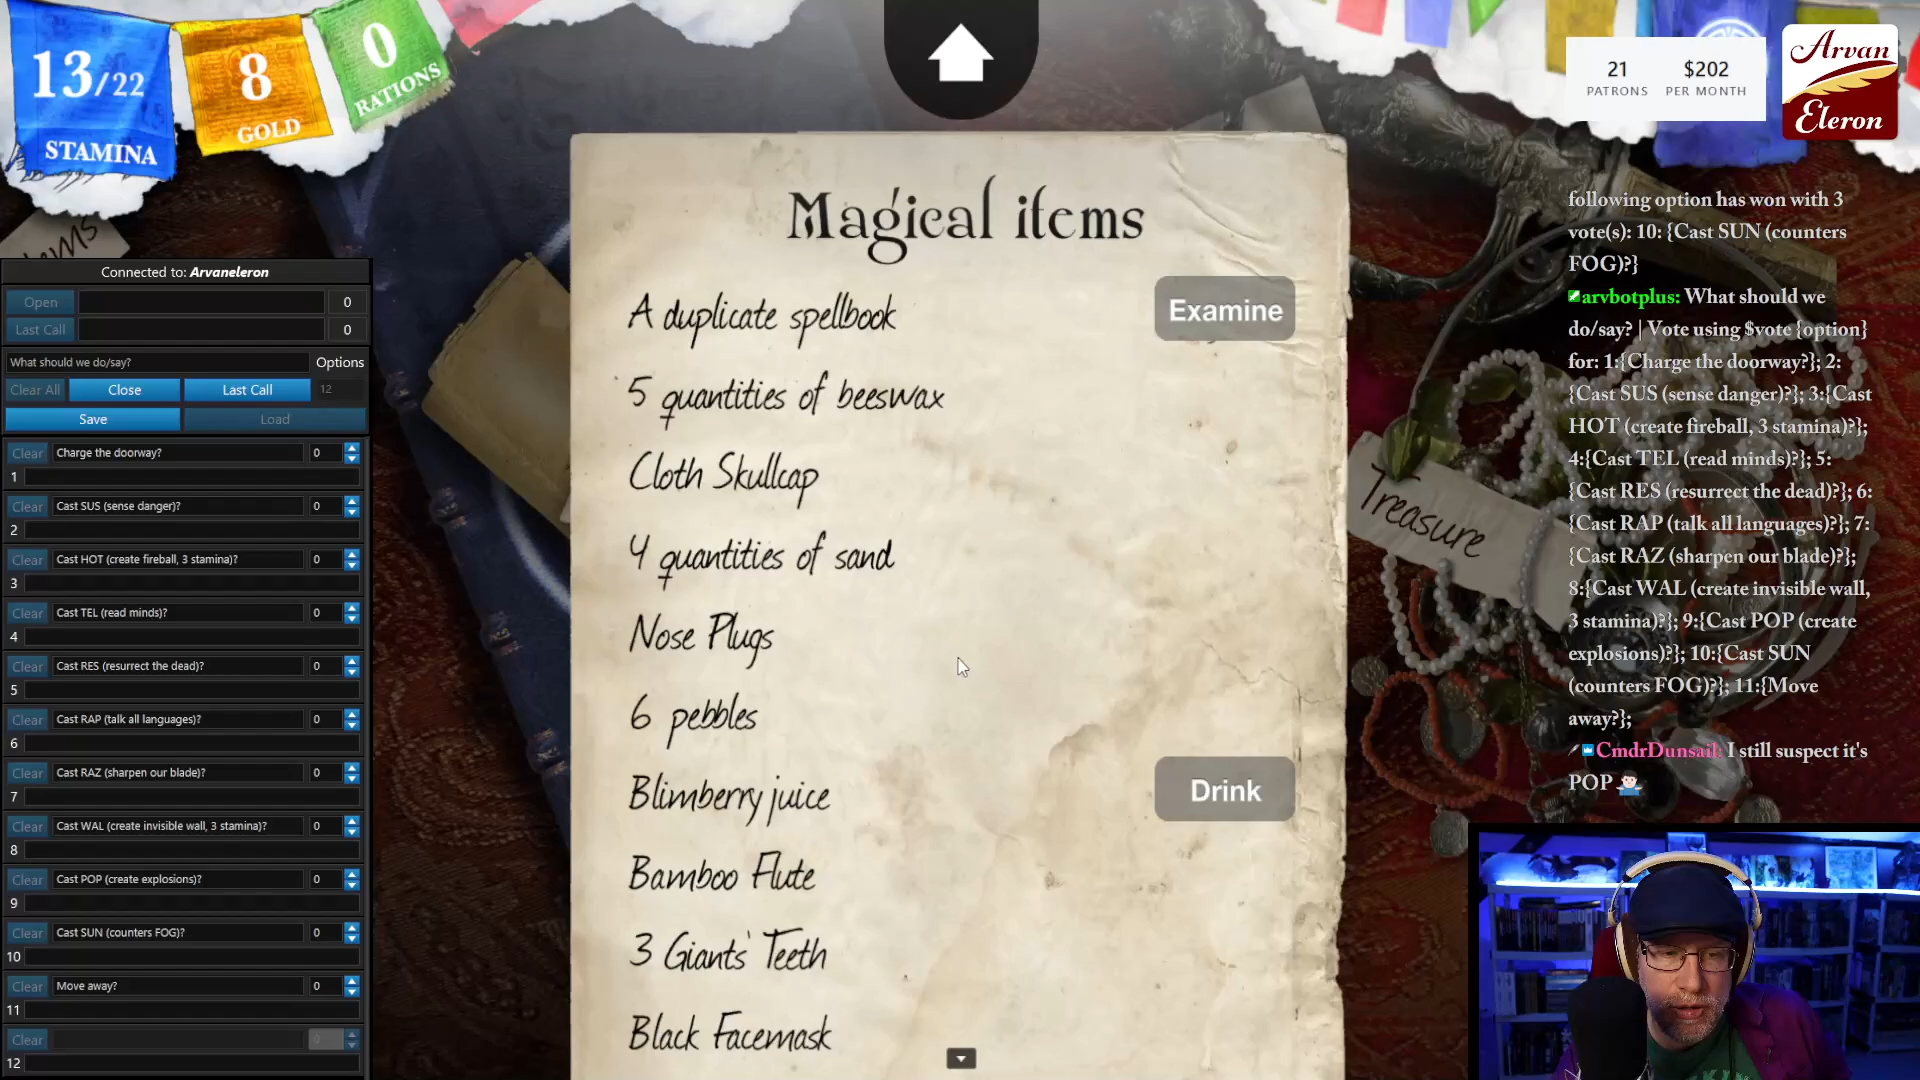 13/22
STAMINA
8
GOLD
0
RATIONS
21
PATRONS
$202
PER MONTH
Arvan
Eleron
Connected to: Arvaneleron
Open 0
Last Call 0
What should we do/say? Options
Clear All Close Last Call 12
Save Load
Clear Charge the doorway? 0
1
Clear Cast SUS (sense danger)? 0
2
Clear Cast HOT (create fireball, 3 stamina)? 0
3
Clear Cast TEL (read minds)? 0
4
Clear Cast RES (resurrect the dead)? 0
5
Clear Cast RAP (talk all languages)? 0
6
Clear Cast RAZ (sharpen our blade)? 0
7
Clear Cast WAL (create invisible wall, 3 stamina)? 0
8
Clear Cast POP (create explosions)? 0
9
Clear Cast SUN (counters FOG)? 0
10
Clear Move away? 0
11
Clear 0
12
Magical items
A duplicate spellbook
Examine
5 quantities of beeswax
Cloth Skullcap
4 quantities of sand
Nose Plugs
6 pebbles
Blimberry juice
Drink
Bamboo Flute
3 Giants' Teeth
Black Facemask
Treasure
following option has won with 3
vote(s): 10: {Cast SUN (counters
FOG)?}
arvbotplus: What should we
do/say? | Vote using $vote {option}
for: 1:{Charge the doorway?}; 2:
{Cast SUS (sense danger)?}; 3:{Cast
HOT (create fireball, 3 stamina)?};
4:{Cast TEL (read minds)?}; 5:
{Cast RES (resurrect the dead)?}; 6:
{Cast RAP (talk all languages)?}; 7:
{Cast RAZ (sharpen our blade)?};
8:{Cast WAL (create invisible wall,
3 stamina)?}; 9:{Cast POP (create
explosions)?}; 10:{Cast SUN
(counters FOG)?}; 11:{Move
away?};
CmdrDunsail: I still suspect it's
POP